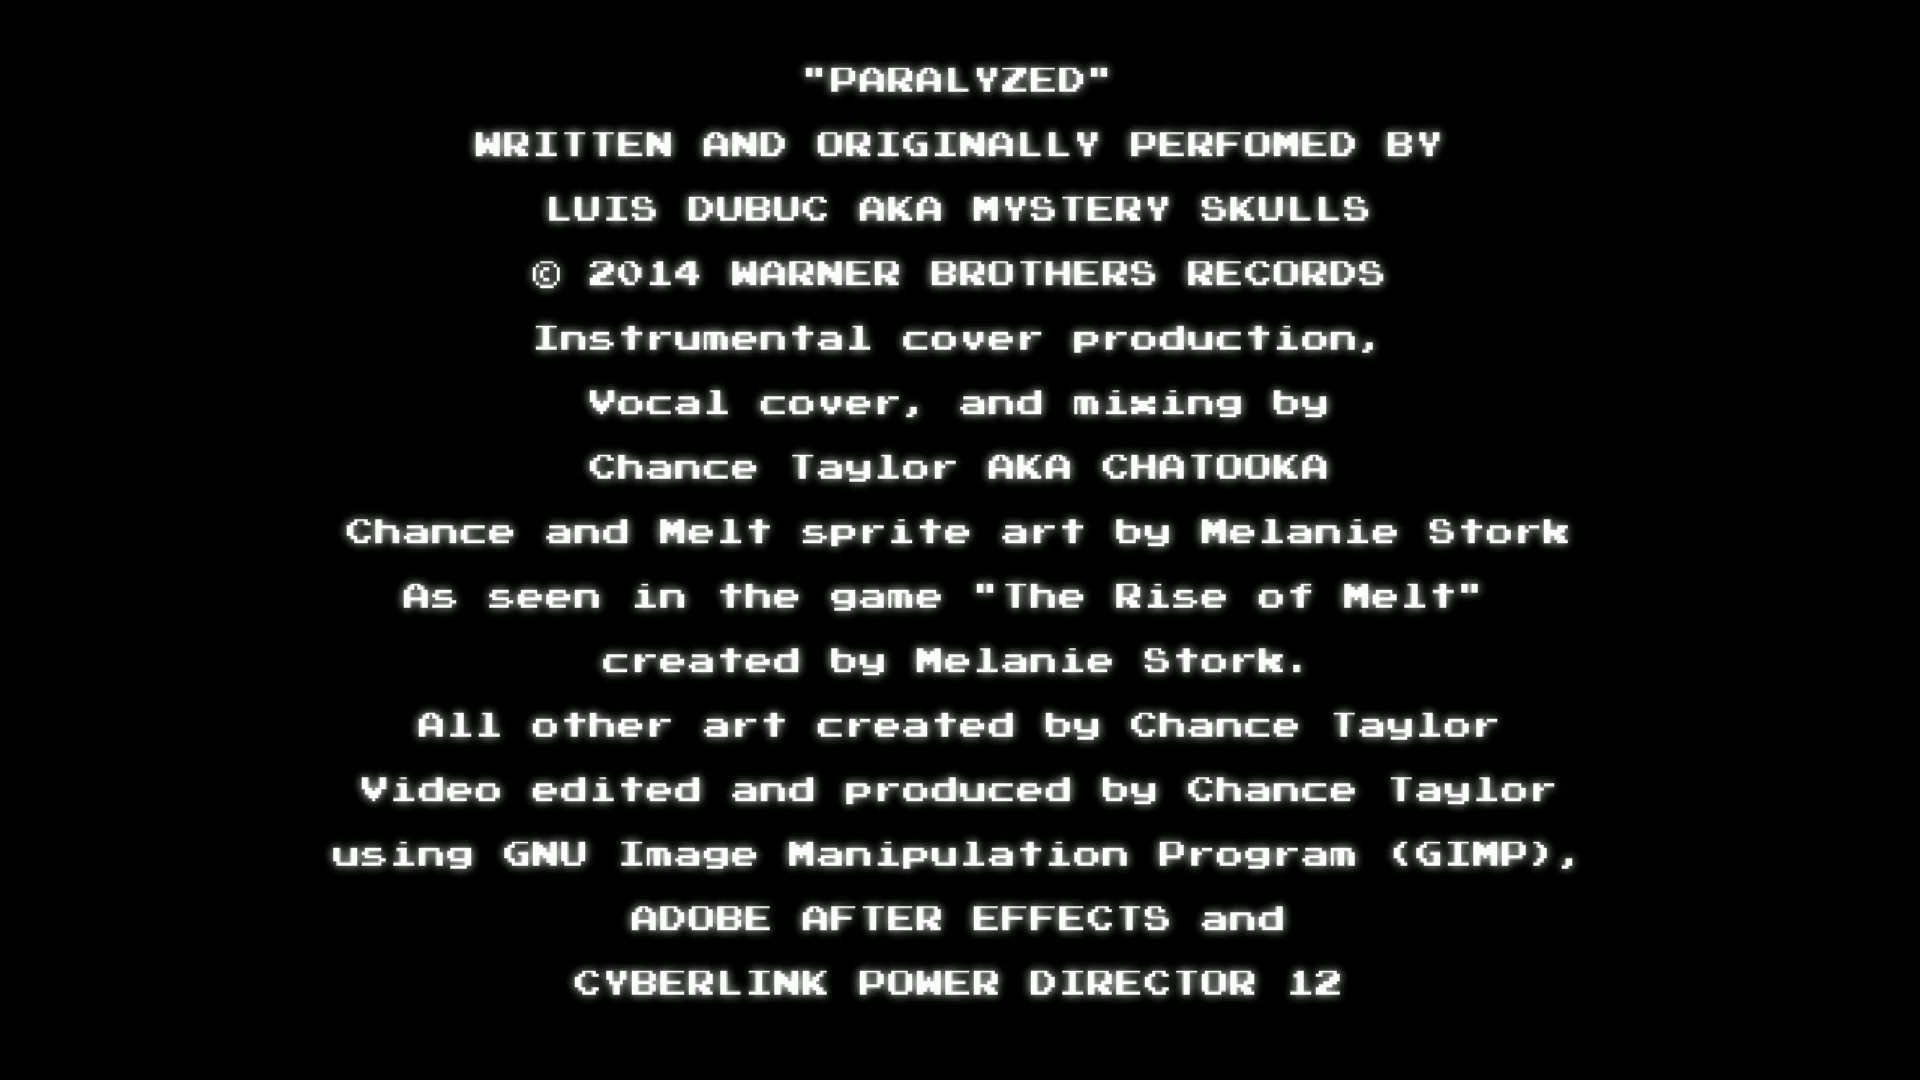 "PARALYZED"
WRITTEN AND ORIGINALLY PERFOMED BY
LUIS DUBUC AKA MYSTERY SKULLS
© 2014 WARNER BROTHERS RECORDS
Instrumental cover production,
Vocal cover, and mixing by
Chance Taylor AKA CHATOOKA
Chance and Melt sprite art by Melanie Stork
As seen in the game "The Rise of Melt"
created by Melanie Stork.
All other art created by Chance Taylor
Video edited and produced by Chance Taylor
using GNU Image Manipulation Program (GIMP),
ADOBE AFTER EFFECTS and
CYBERLINK POWER DIRECTOR 12